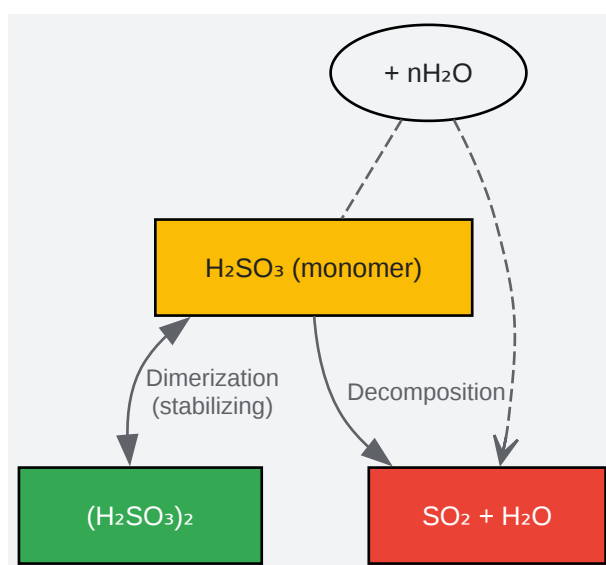 + nH₂O
H₂SO₃ (monomer)
Dimerization
(stabilizing)
Decomposition
(H₂SO₃)₂
SO₂ + H₂O